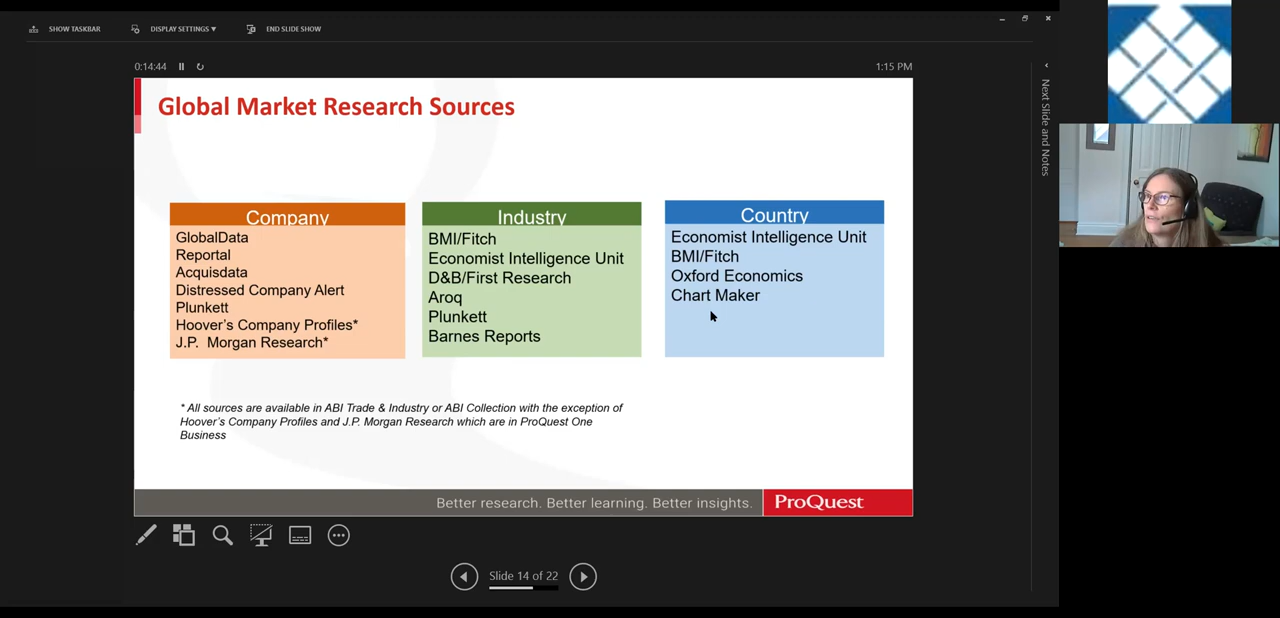 SHOW TASKBAR
DISPLAY SETTINGS ▾
END SLIDE SHOW
0:14:44
1:15 PM
Global Market Research Sources
Company
GlobalData
Reportal
Acquisdata
Distressed Company Alert
Plunkett
Hoover's Company Profiles*
J.P. Morgan Research*
Industry
BMI/Fitch
Economist Intelligence Unit
D&B/First Research
Aroq
Plunkett
Barnes Reports
Country
Economist Intelligence Unit
BMI/Fitch
Oxford Economics
Chart Maker
* All sources are available in ABI Trade & Industry or ABI Collection with the exception of
Hoover's Company Profiles and J.P. Morgan Research which are in ProQuest One
Business
Better research. Better learning. Better insights.
ProQuest
Slide 14 of 22
Next Slide and Notes